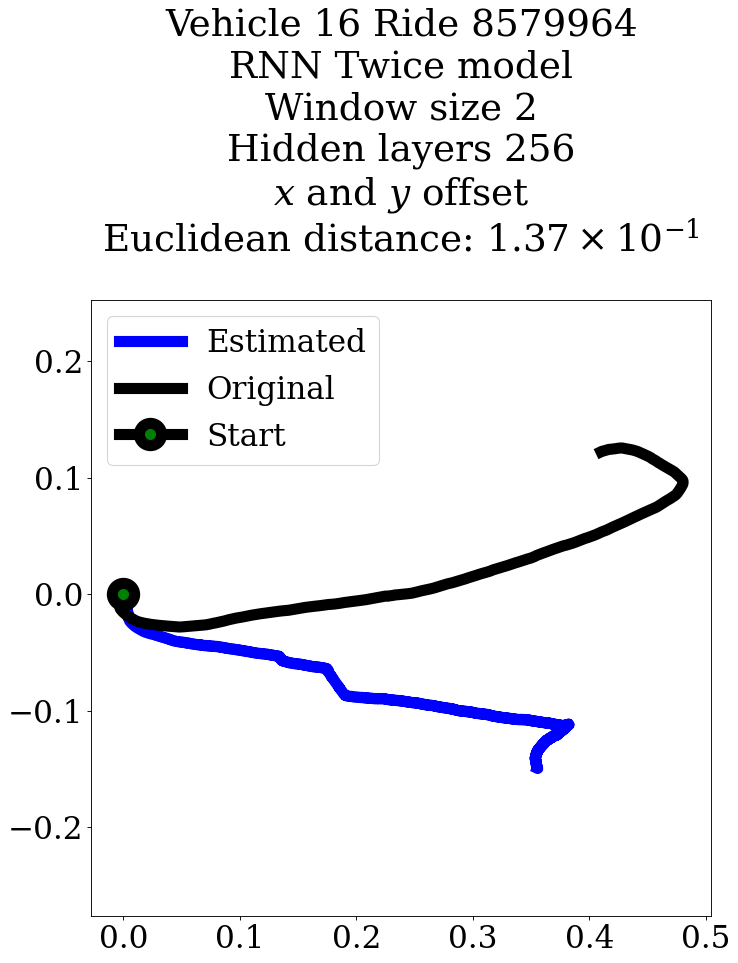 Vehicle 16 Ride 8579964
RNN Twice model
Window size 2
Hidden layers 256
x and y offset
Euclidean distance: 1.37 × 10⁻¹
Estimated
Original
Start
0.2
0.1
0.0
−0.1
−0.2
0.0 0.1 0.2 0.3 0.4 0.5